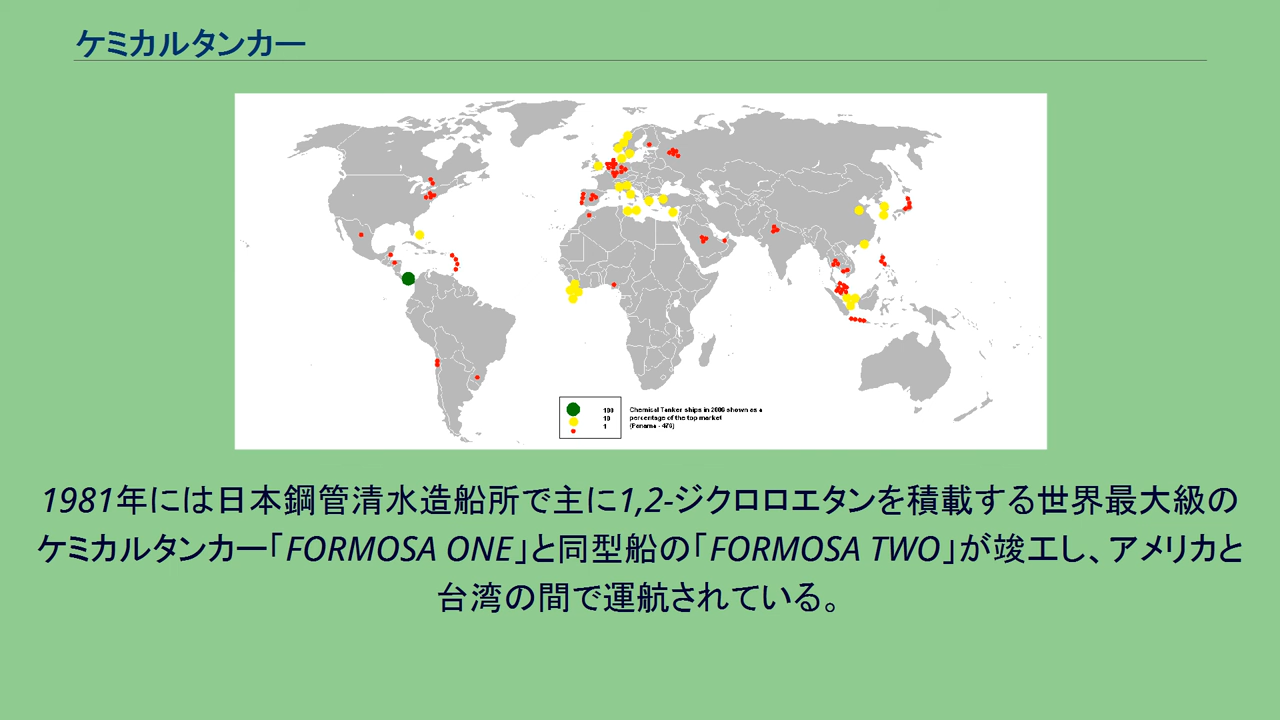 ケミカルタンカー
100
10
1
Chemical Tanker ships in 2006 shown as a
percentage of the top market
(Panama - 476)
1981年には日本鋼管清水造船所で主に1,2-ジクロロエタンを積載する世界最大級の
ケミカルタンカー「FORMOSA ONE」と同型船の「FORMOSA TWO」が竣工し、アメリカと
台湾の間で運航されている。